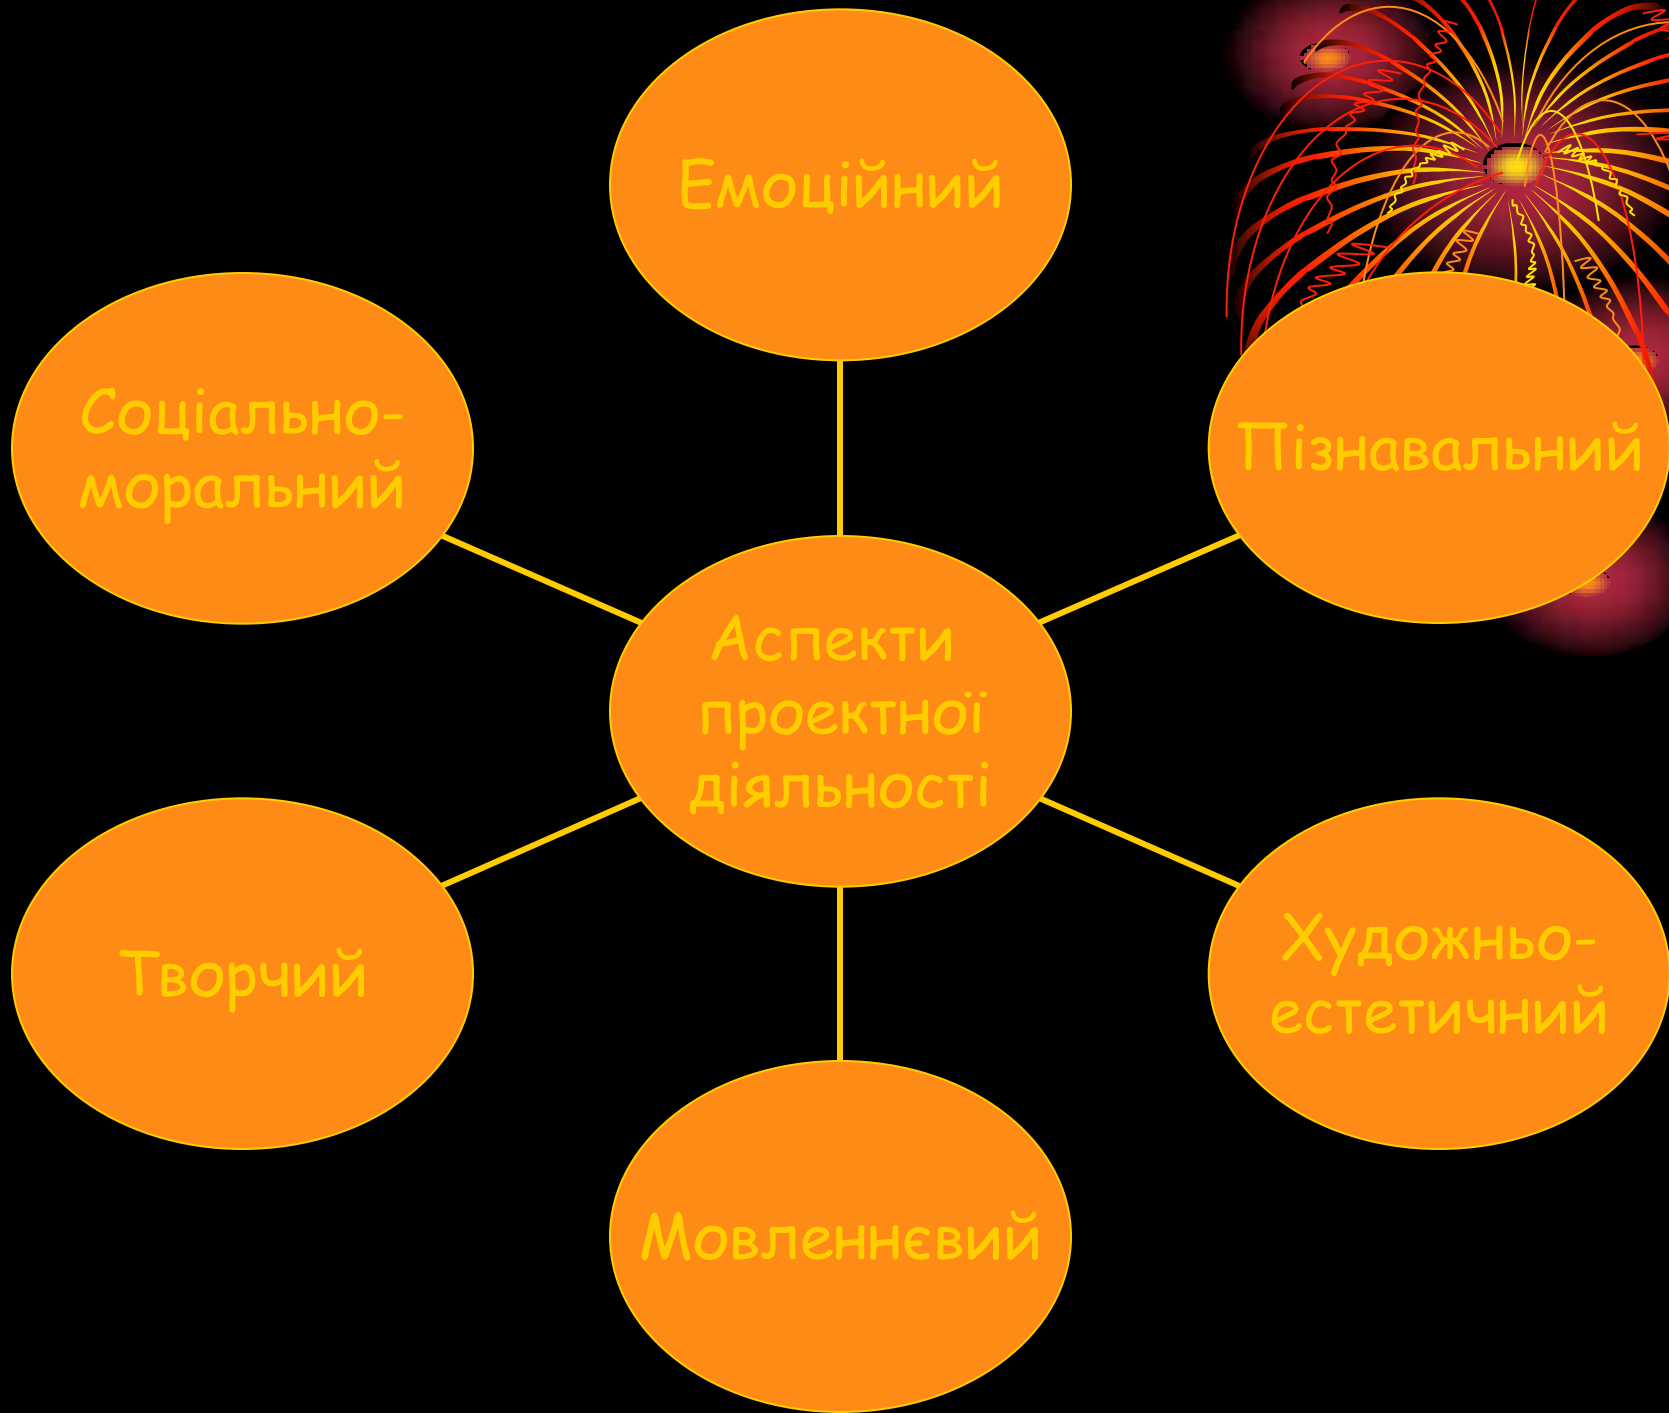 Емоційний
Соціально-
моральний
Пізнавальний
Аспекти
проектної
діяльності
Творчий
Художньо-
естетичний
Мовленнєвий